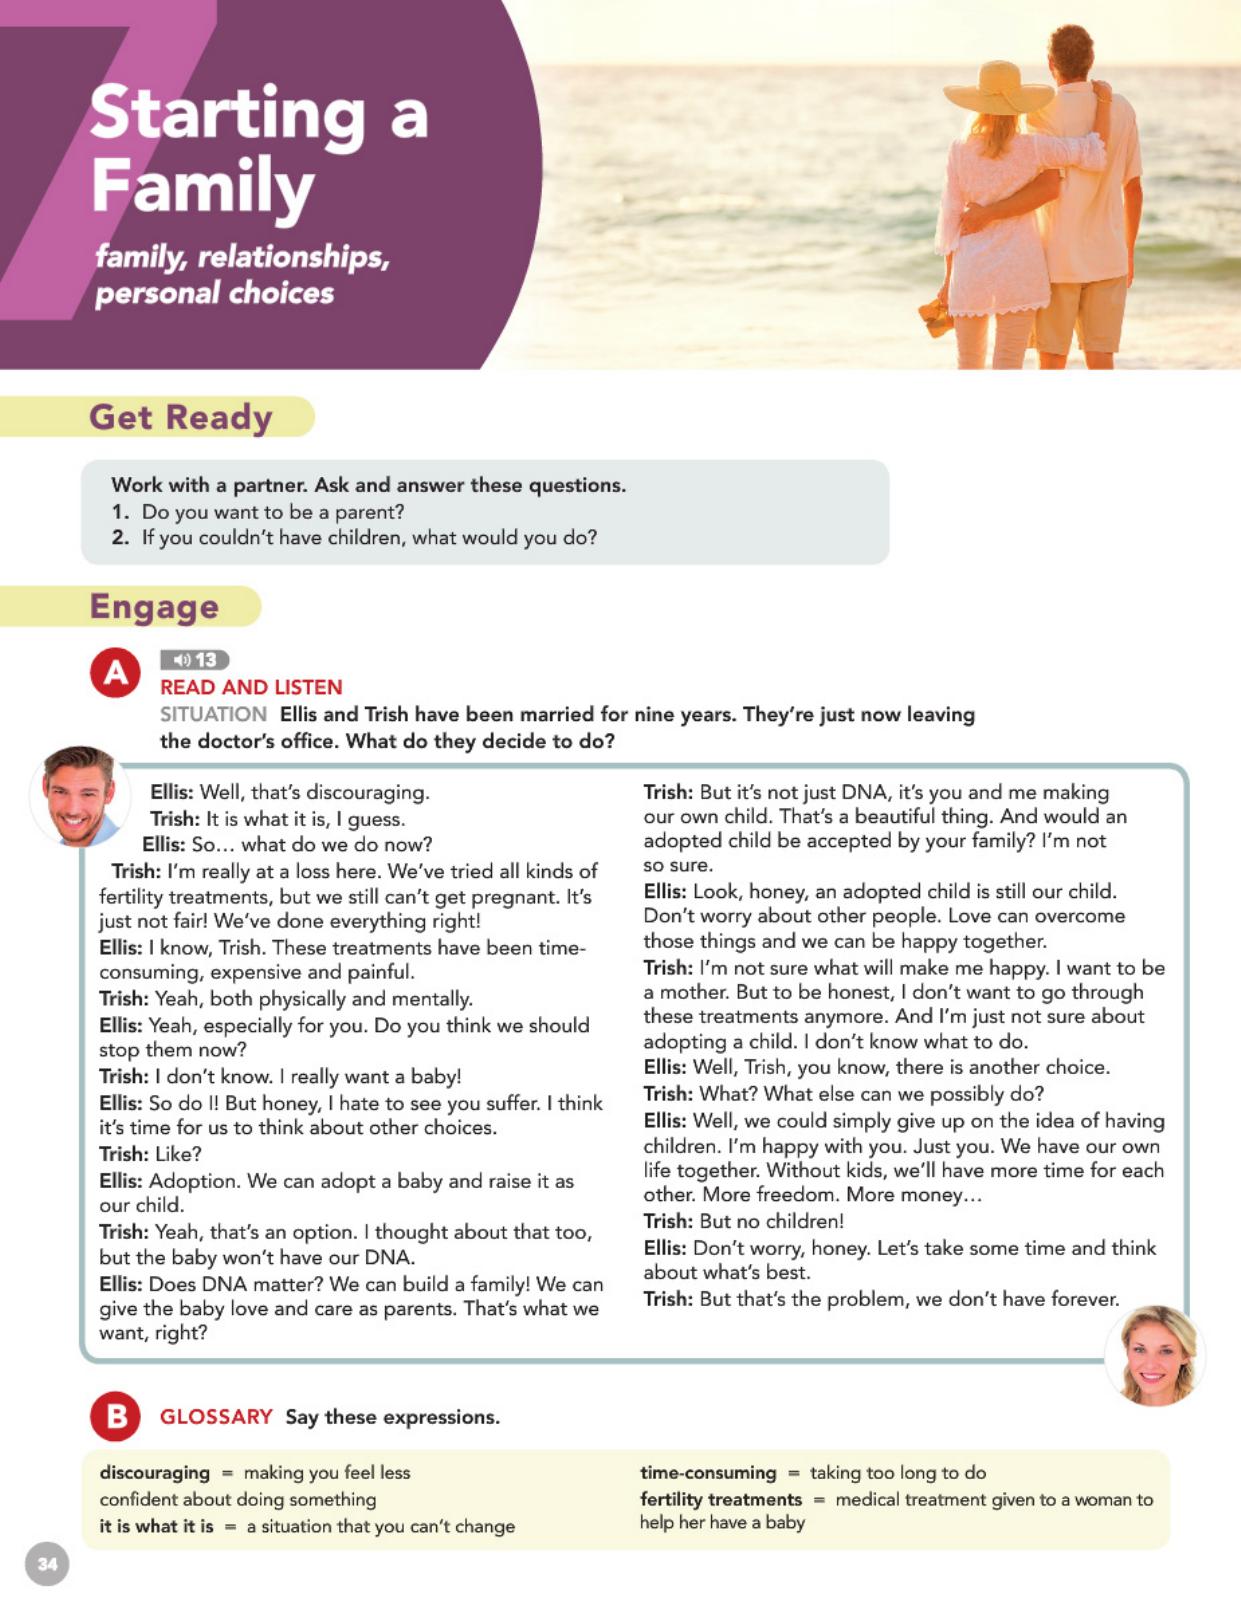 7
Starting a
Family
family, relationships,
personal choices
Get Ready
Work with a partner. Ask and answer these questions.
1. Do you want to be a parent?
2. If you couldn't have children, what would you do?
Engage
A
13
READ AND LISTEN
SITUATION Ellis and Trish have been married for nine years. They're just now leaving
the doctor's office. What do they decide to do?
Ellis: Well, that's discouraging.
Trish: It is what it is, I guess.
Ellis: So… what do we do now?
Trish: I'm really at a loss here. We've tried all kinds of
fertility treatments, but we still can't get pregnant. It's
just not fair! We've done everything right!
Ellis: I know, Trish. These treatments have been time-
consuming, expensive and painful.
Trish: Yeah, both physically and mentally.
Ellis: Yeah, especially for you. Do you think we should
stop them now?
Trish: I don't know. I really want a baby!
Ellis: So do I! But honey, I hate to see you suffer. I think
it's time for us to think about other choices.
Trish: Like?
Ellis: Adoption. We can adopt a baby and raise it as
our child.
Trish: Yeah, that's an option. I thought about that too,
but the baby won't have our DNA.
Ellis: Does DNA matter? We can build a family! We can
give the baby love and care as parents. That's what we
want, right?
Trish: But it's not just DNA, it's you and me making
our own child. That's a beautiful thing. And would an
adopted child be accepted by your family? I'm not
so sure.
Ellis: Look, honey, an adopted child is still our child.
Don't worry about other people. Love can overcome
those things and we can be happy together.
Trish: I'm not sure what will make me happy. I want to be
a mother. But to be honest, I don't want to go through
these treatments anymore. And I'm just not sure about
adopting a child. I don't know what to do.
Ellis: Well, Trish, you know, there is another choice.
Trish: What? What else can we possibly do?
Ellis: Well, we could simply give up on the idea of having
children. I'm happy with you. Just you. We have our own
life together. Without kids, we'll have more time for each
other. More freedom. More money…
Trish: But no children!
Ellis: Don't worry, honey. Let's take some time and think
about what's best.
Trish: But that's the problem, we don't have forever.
B
GLOSSARY Say these expressions.
discouraging = making you feel less
confident about doing something
it is what it is = a situation that you can't change
time-consuming = taking too long to do
fertility treatments = medical treatment given to a woman to
help her have a baby
34